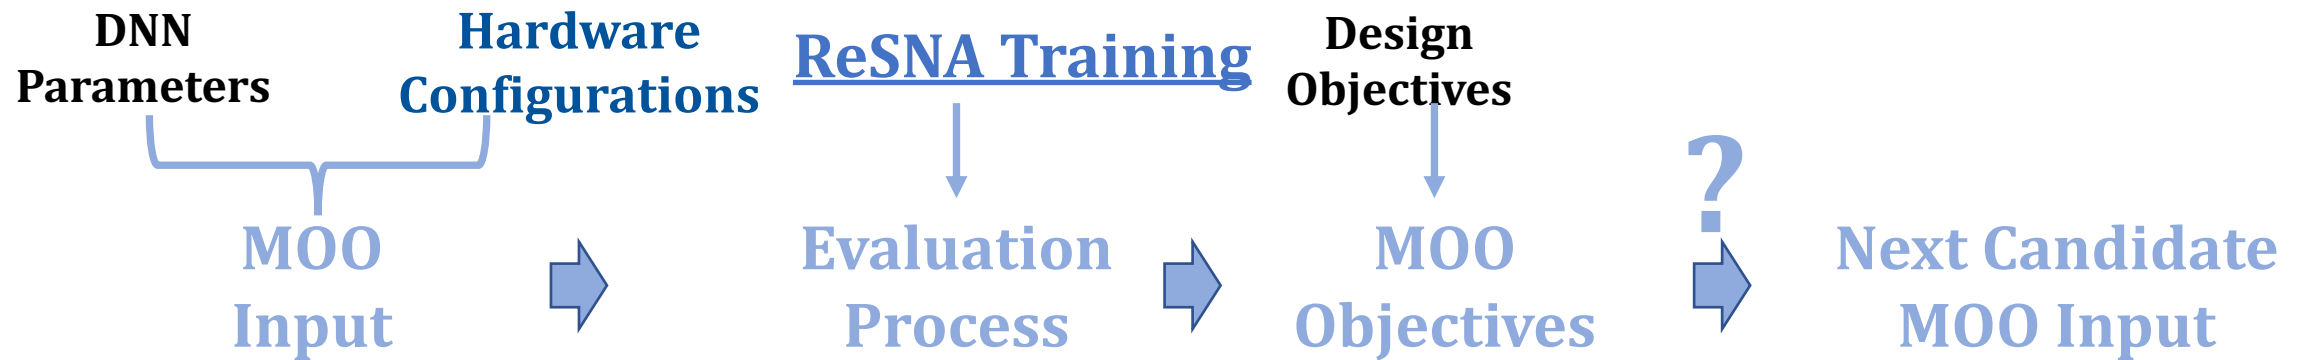 DNN
Parameters
Hardware
Configurations
ReSNA Training
Design
Objectives
?
MOO
Input
Evaluation
Process
MOO
Objectives
Next Candidate
MOO Input